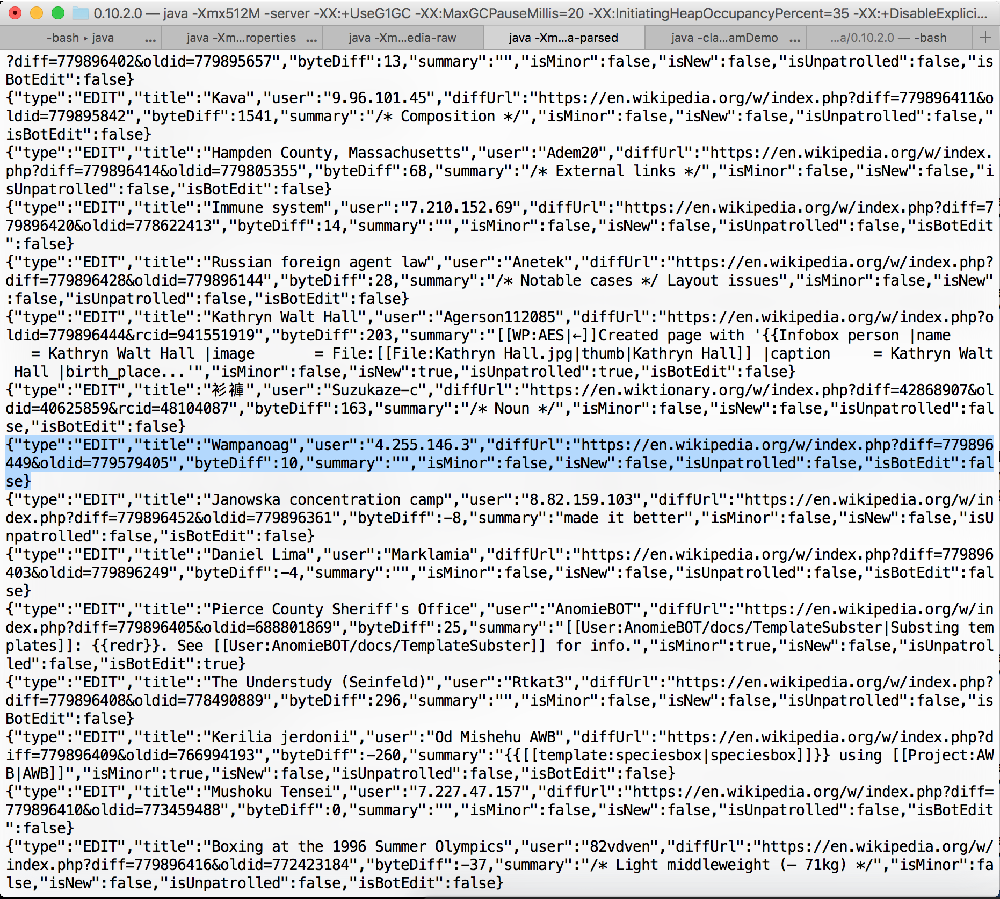 0.10.2.0 — java -Xmx512M -server -XX:+UseG1GC -XX:MaxGCPauseMillis=20 -XX:InitiatingHeapOccupancyPercent=35 -XX:+DisableExplici...
-bash ▸ java ... java -Xm...roperties ... java -Xm...edia-raw java -Xm...a-parsed java -cla...amDemo ... ...a/0.10.2.0 — -bash +
?diff=779896402&oldid=779895657","byteDiff":13,"summary":"","isMinor":false,"isNew":false,"isUnpatrolled":false,"is
BotEdit":false}
{"type":"EDIT","title":"Kava","user":"9.96.101.45","diffUrl":"https://en.wikipedia.org/w/index.php?diff=779896411&o
ldid=779895842","byteDiff":1541,"summary":"/* Composition */","isMinor":false,"isNew":false,"isUnpatrolled":false,"
isBotEdit":false}
{"type":"EDIT","title":"Hampden County, Massachusetts","user":"Adem20","diffUrl":"https://en.wikipedia.org/w/index.
php?diff=779896414&oldid=779805355","byteDiff":68,"summary":"/* External links */","isMinor":false,"isNew":false,"i
sUnpatrolled":false,"isBotEdit":false}
{"type":"EDIT","title":"Immune system","user":"7.210.152.69","diffUrl":"https://en.wikipedia.org/w/index.php?diff=7
79896420&oldid=778622413","byteDiff":14,"summary":"","isMinor":false,"isNew":false,"isUnpatrolled":false,"isBotEdit
":false}
{"type":"EDIT","title":"Russian foreign agent law","user":"Anetek","diffUrl":"https://en.wikipedia.org/w/index.php?
diff=779896428&oldid=779896144","byteDiff":28,"summary":"/* Notable cases */ Layout issues","isMinor":false,"isNew"
:false,"isUnpatrolled":false,"isBotEdit":false}
{"type":"EDIT","title":"Kathryn Walt Hall","user":"Agerson112085","diffUrl":"https://en.wikipedia.org/w/index.php?o
ldid=779896444&rcid=941551919","byteDiff":203,"summary":"[[WP:AES|←]]Created page with '{{Infobox person |name
   = Kathryn Walt Hall |image       = File:[[File:Kathryn Hall.jpg|thumb|Kathryn Hall]] |caption     = Kathryn Walt
 Hall |birth_place...'","isMinor":false,"isNew":true,"isUnpatrolled":true,"isBotEdit":false}
{"type":"EDIT","title":"衫褲","user":"Suzukaze-c","diffUrl":"https://en.wiktionary.org/w/index.php?diff=42868907&ol
did=40625859&rcid=48104087","byteDiff":163,"summary":"/* Noun */","isMinor":false,"isNew":false,"isUnpatrolled":fal
se,"isBotEdit":false}
{"type":"EDIT","title":"Wampanoag","user":"4.255.146.3","diffUrl":"https://en.wikipedia.org/w/index.php?diff=779896
449&oldid=779579405","byteDiff":10,"summary":"","isMinor":false,"isNew":false,"isUnpatrolled":false,"isBotEdit":fal
se}
{"type":"EDIT","title":"Janowska concentration camp","user":"8.82.159.103","diffUrl":"https://en.wikipedia.org/w/in
dex.php?diff=779896452&oldid=779896361","byteDiff":-8,"summary":"made it better","isMinor":false,"isNew":false,"isU
npatrolled":false,"isBotEdit":false}
{"type":"EDIT","title":"Daniel Lima","user":"Marklamia","diffUrl":"https://en.wikipedia.org/w/index.php?diff=779896
403&oldid=779896249","byteDiff":-4,"summary":"","isMinor":false,"isNew":false,"isUnpatrolled":false,"isBotEdit":fal
se}
{"type":"EDIT","title":"Pierce County Sheriff's Office","user":"AnomieBOT","diffUrl":"https://en.wikipedia.org/w/in
dex.php?diff=779896405&oldid=688801869","byteDiff":25,"summary":"[[User:AnomieBOT/docs/TemplateSubster|Substing tem
plates]]: {{redr}}. See [[User:AnomieBOT/docs/TemplateSubster]] for info.","isMinor":true,"isNew":false,"isUnpatrol
led":false,"isBotEdit":true}
{"type":"EDIT","title":"The Understudy (Seinfeld)","user":"Rtkat3","diffUrl":"https://en.wikipedia.org/w/index.php?
diff=779896408&oldid=778490889","byteDiff":296,"summary":"","isMinor":false,"isNew":false,"isUnpatrolled":false,"is
BotEdit":false}
{"type":"EDIT","title":"Kerilia jerdonii","user":"Od Mishehu AWB","diffUrl":"https://en.wikipedia.org/w/index.php?d
iff=779896409&oldid=766994193","byteDiff":-260,"summary":"{{[[template:speciesbox|speciesbox]]}} using [[Project:AW
B|AWB]]","isMinor":true,"isNew":false,"isUnpatrolled":false,"isBotEdit":false}
{"type":"EDIT","title":"Mushoku Tensei","user":"7.227.47.157","diffUrl":"https://en.wikipedia.org/w/index.php?diff=
779896410&oldid=773459488","byteDiff":0,"summary":"","isMinor":false,"isNew":false,"isUnpatrolled":false,"isBotEdit
":false}
{"type":"EDIT","title":"Boxing at the 1996 Summer Olympics","user":"82vdven","diffUrl":"https://en.wikipedia.org/w/
index.php?diff=779896416&oldid=772423184","byteDiff":-37,"summary":"/* Light middleweight (– 71kg) */","isMinor":fa
lse,"isNew":false,"isUnpatrolled":false,"isBotEdit":false}